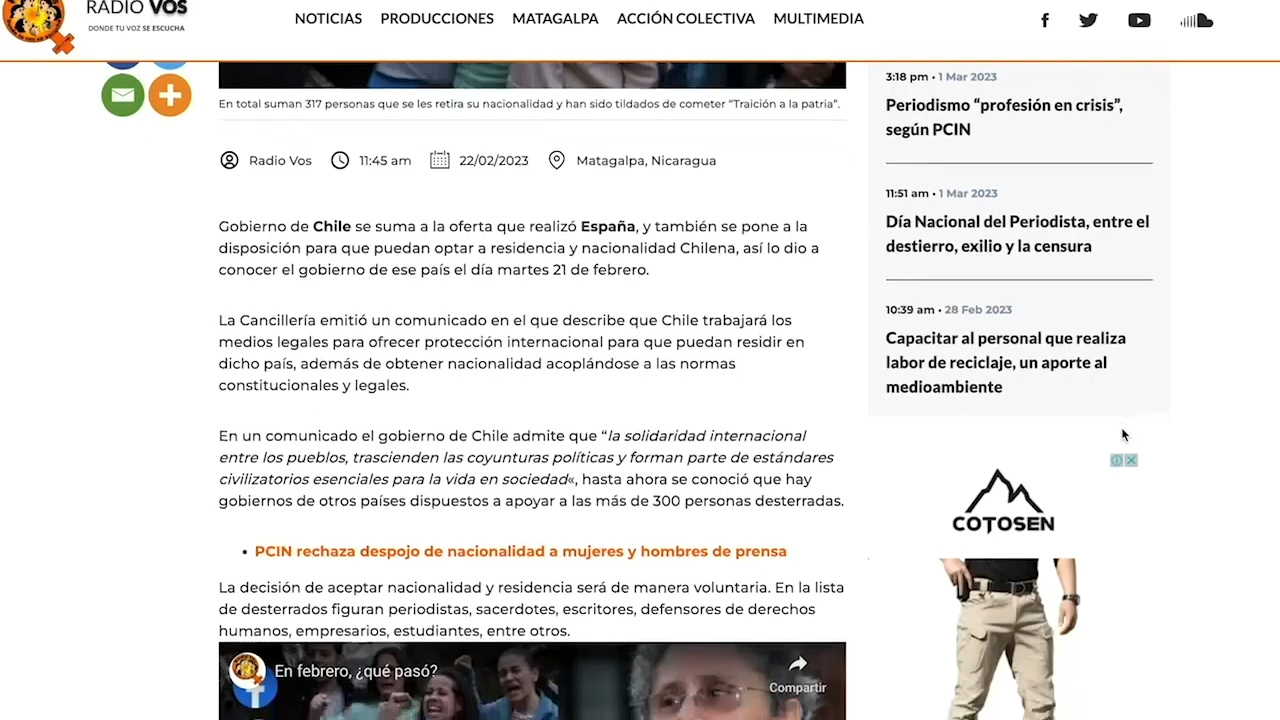 RADIO VOS
DONDE TU VOZ SE ESCUCHA
NOTICIAS PRODUCCIONES MATAGALPA ACCIÓN COLECTIVA MULTIMEDIA
En total suman 317 personas que se les retira su nacionalidad y han sido tildados de cometer “Traición a la patria”.
Radio Vos 11:45 am 22/02/2023 Matagalpa, Nicaragua
Gobierno de Chile se suma a la oferta que realizó España, y también se pone a la
disposición para que puedan optar a residencia y nacionalidad Chilena, así lo dio a
conocer el gobierno de ese país el día martes 21 de febrero.
La Cancillería emitió un comunicado en el que describe que Chile trabajará los
medios legales para ofrecer protección internacional para que puedan residir en
dicho país, además de obtener nacionalidad acoplándose a las normas
constitucionales y legales.
En un comunicado el gobierno de Chile admite que “la solidaridad internacional
entre los pueblos, trascienden las coyunturas políticas y forman parte de estándares
civilizatorios esenciales para la vida en sociedad«, hasta ahora se conoció que hay
gobiernos de otros países dispuestos a apoyar a las más de 300 personas desterradas.
• PCIN rechaza despojo de nacionalidad a mujeres y hombres de prensa
La decisión de aceptar nacionalidad y residencia será de manera voluntaria. En la lista
de desterrados figuran periodistas, sacerdotes, escritores, defensores de derechos
humanos, empresarios, estudiantes, entre otros.
En febrero, ¿qué pasó?
Compartir
3:18 pm • 1 Mar 2023
Periodismo “profesión en crisis”,
según PCIN
11:51 am • 1 Mar 2023
Día Nacional del Periodista, entre el
destierro, exilio y la censura
10:39 am • 28 Feb 2023
Capacitar al personal que realiza
labor de reciclaje, un aporte al
medioambiente
COTOSEN